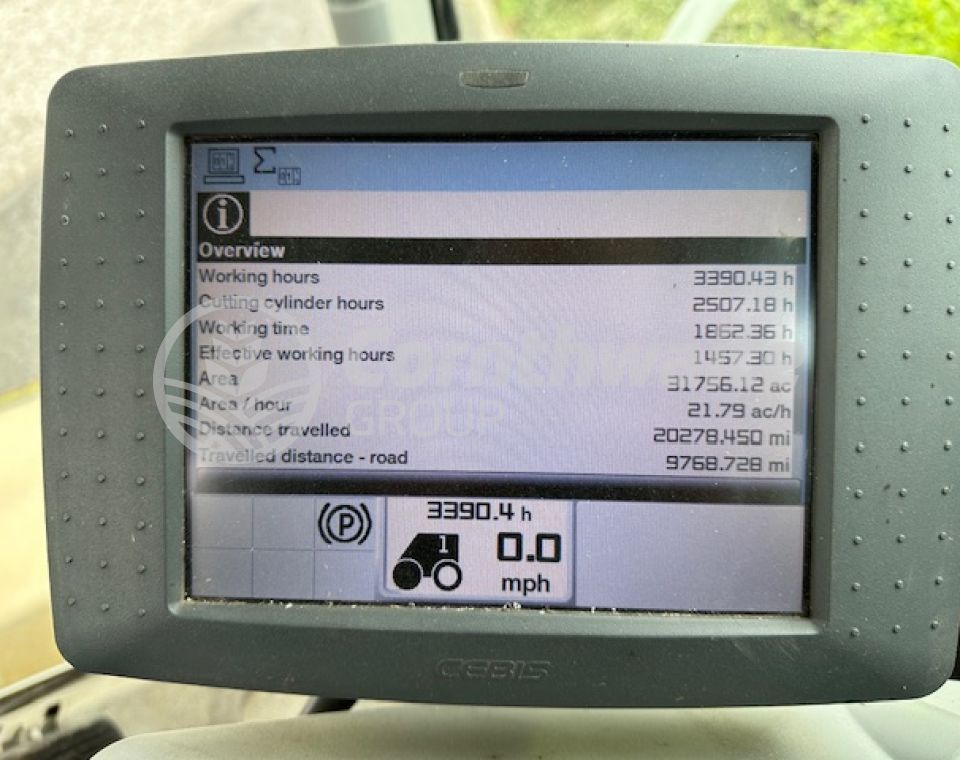 Overview
Working hours 3390.43 h
Cutting cylinder hours 2507.18 h
Working time 1862.36 h
Effective working hours 1457.30 h
Area 31756.12 ac
Area / hour 21.79 ac/h
Distance travelled 20278.450 mi
Travelled distance - road 9768.728 mi
GROUP
3390.4 h
P
1
0.0
mph
CEBIS